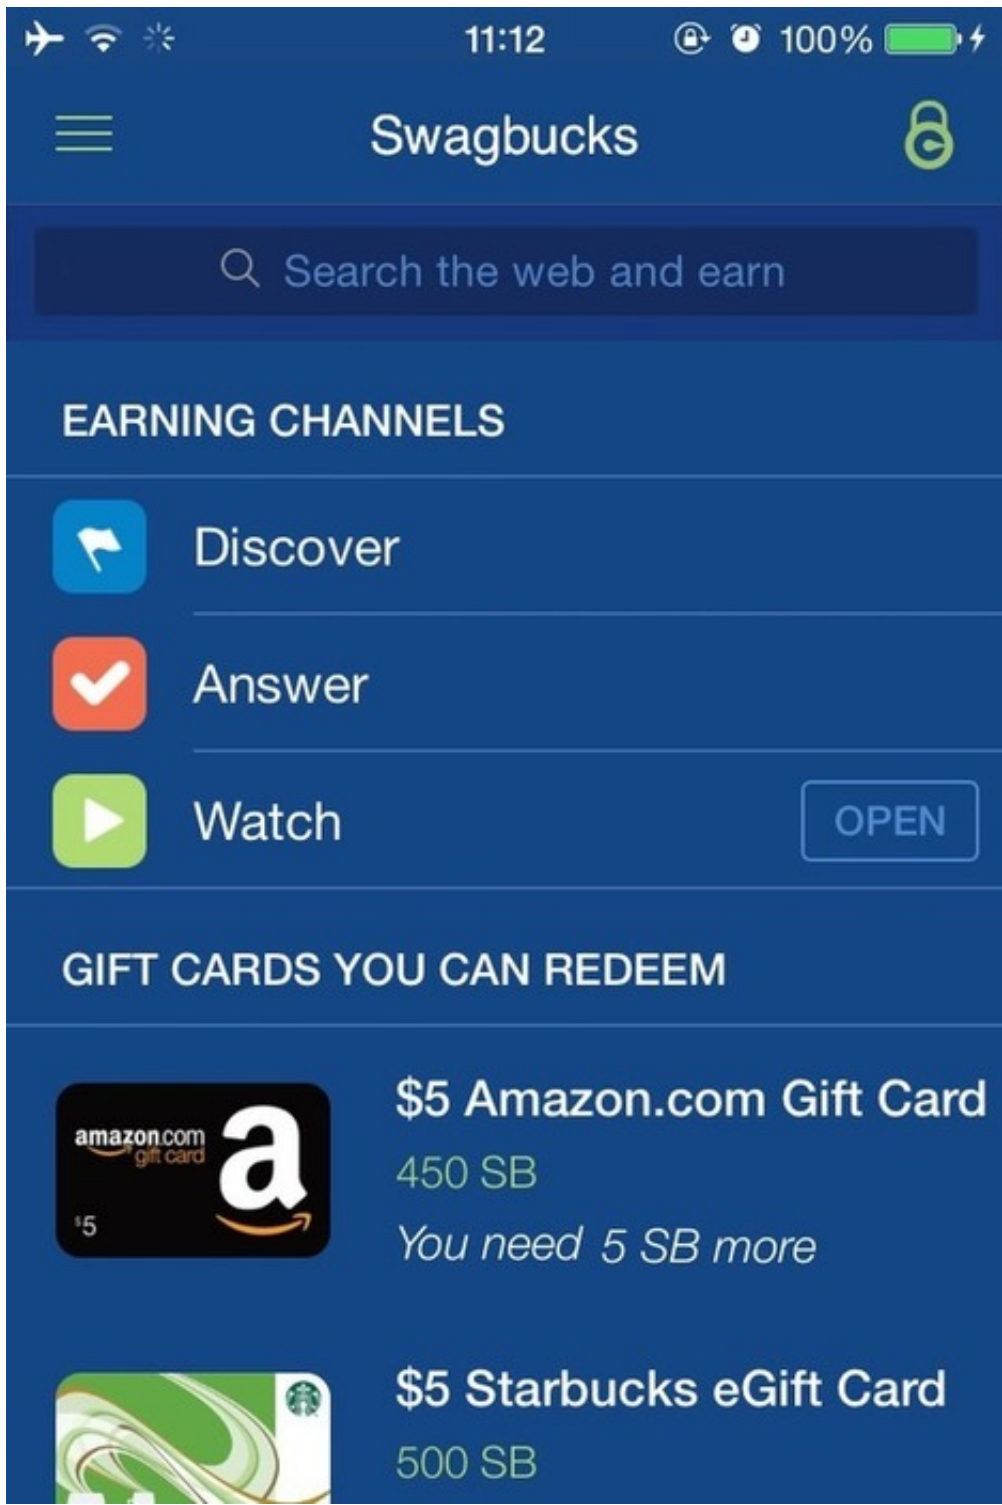 11:12
100%
Swagbucks
Search the web and earn
EARNING CHANNELS
Discover
Answer
Watch
OPEN
GIFT CARDS YOU CAN REDEEM
amazon.com
gift card
a
$5
$5 Amazon.com Gift Card
450 SB
You need 5 SB more
$5 Starbucks eGift Card
500 SB